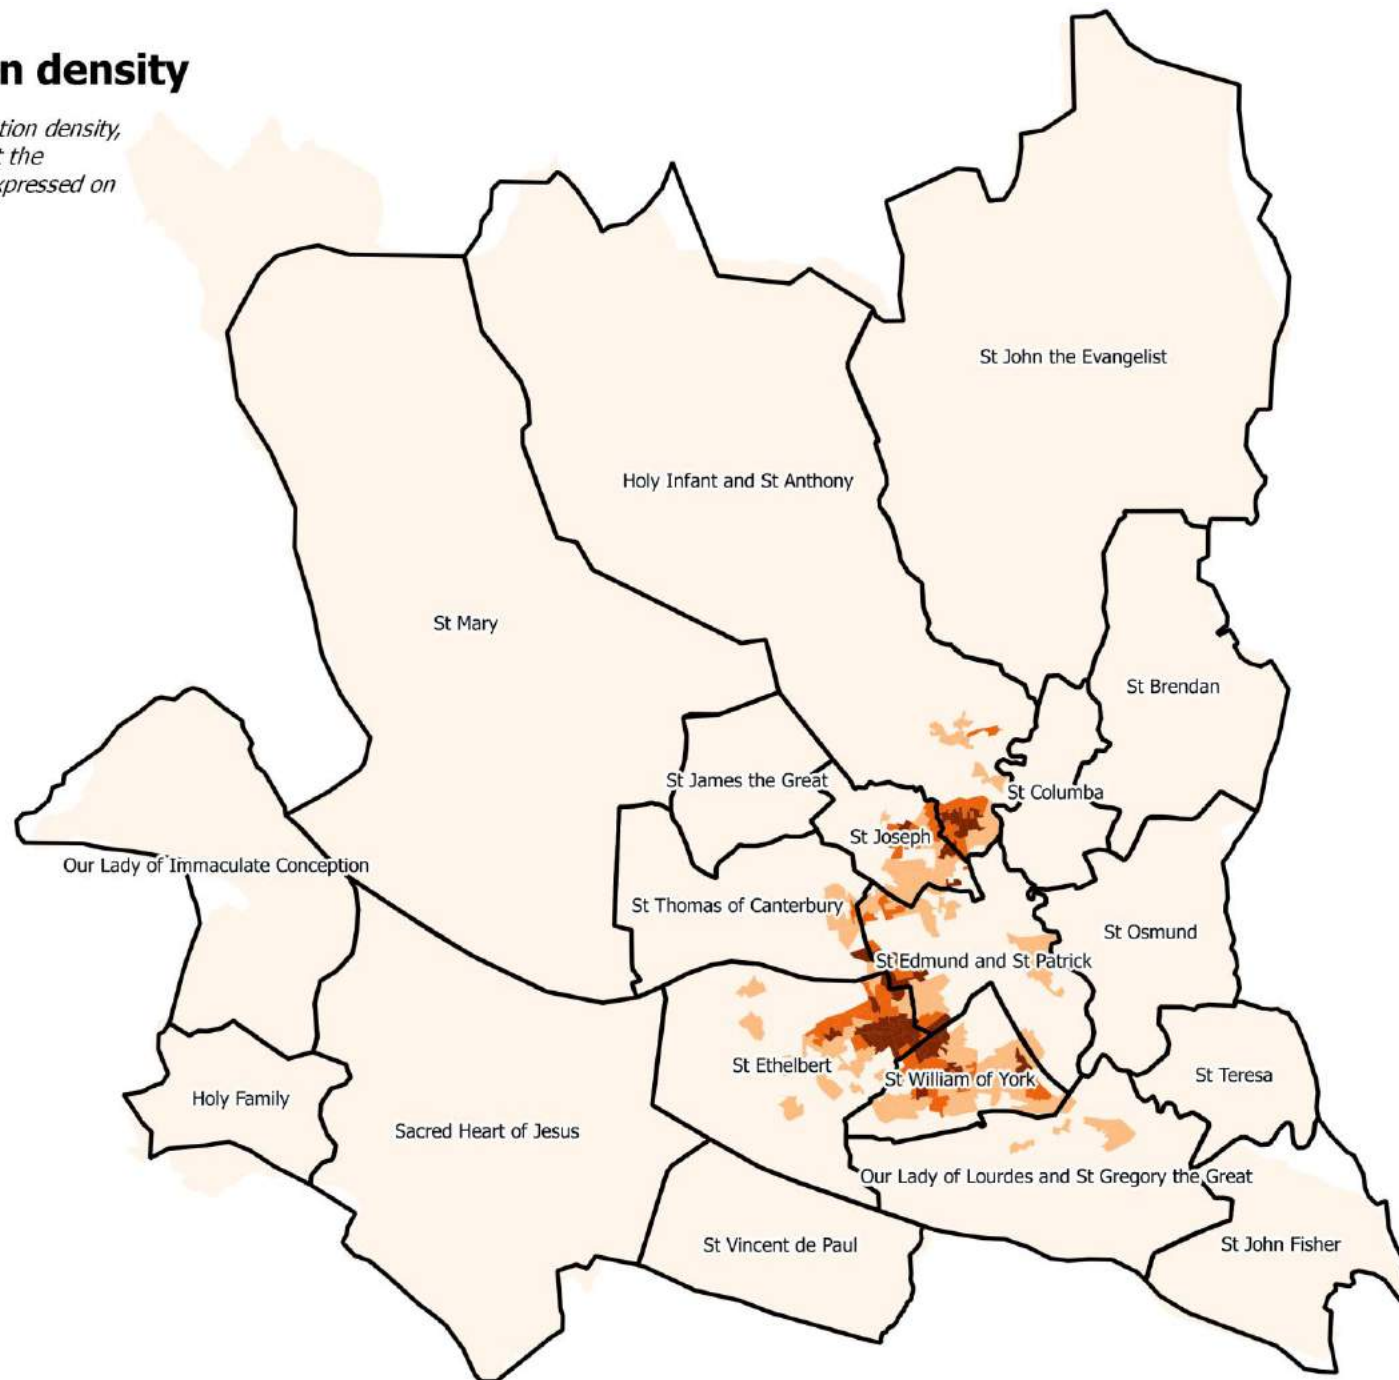 n density
tion density,
t the
xpressed on
St John the Evangelist
Holy Infant and St Anthony
St Mary
St Brendan
St James the Great
St Columba
St Joseph
Our Lady of Immaculate Conception
St Thomas of Canterbury
St Osmund
St Edmund and St Patrick
St Ethelbert
St William of York
St Teresa
Holy Family
Sacred Heart of Jesus
Our Lady of Lourdes and St Gregory the Great
St Vincent de Paul
St John Fisher